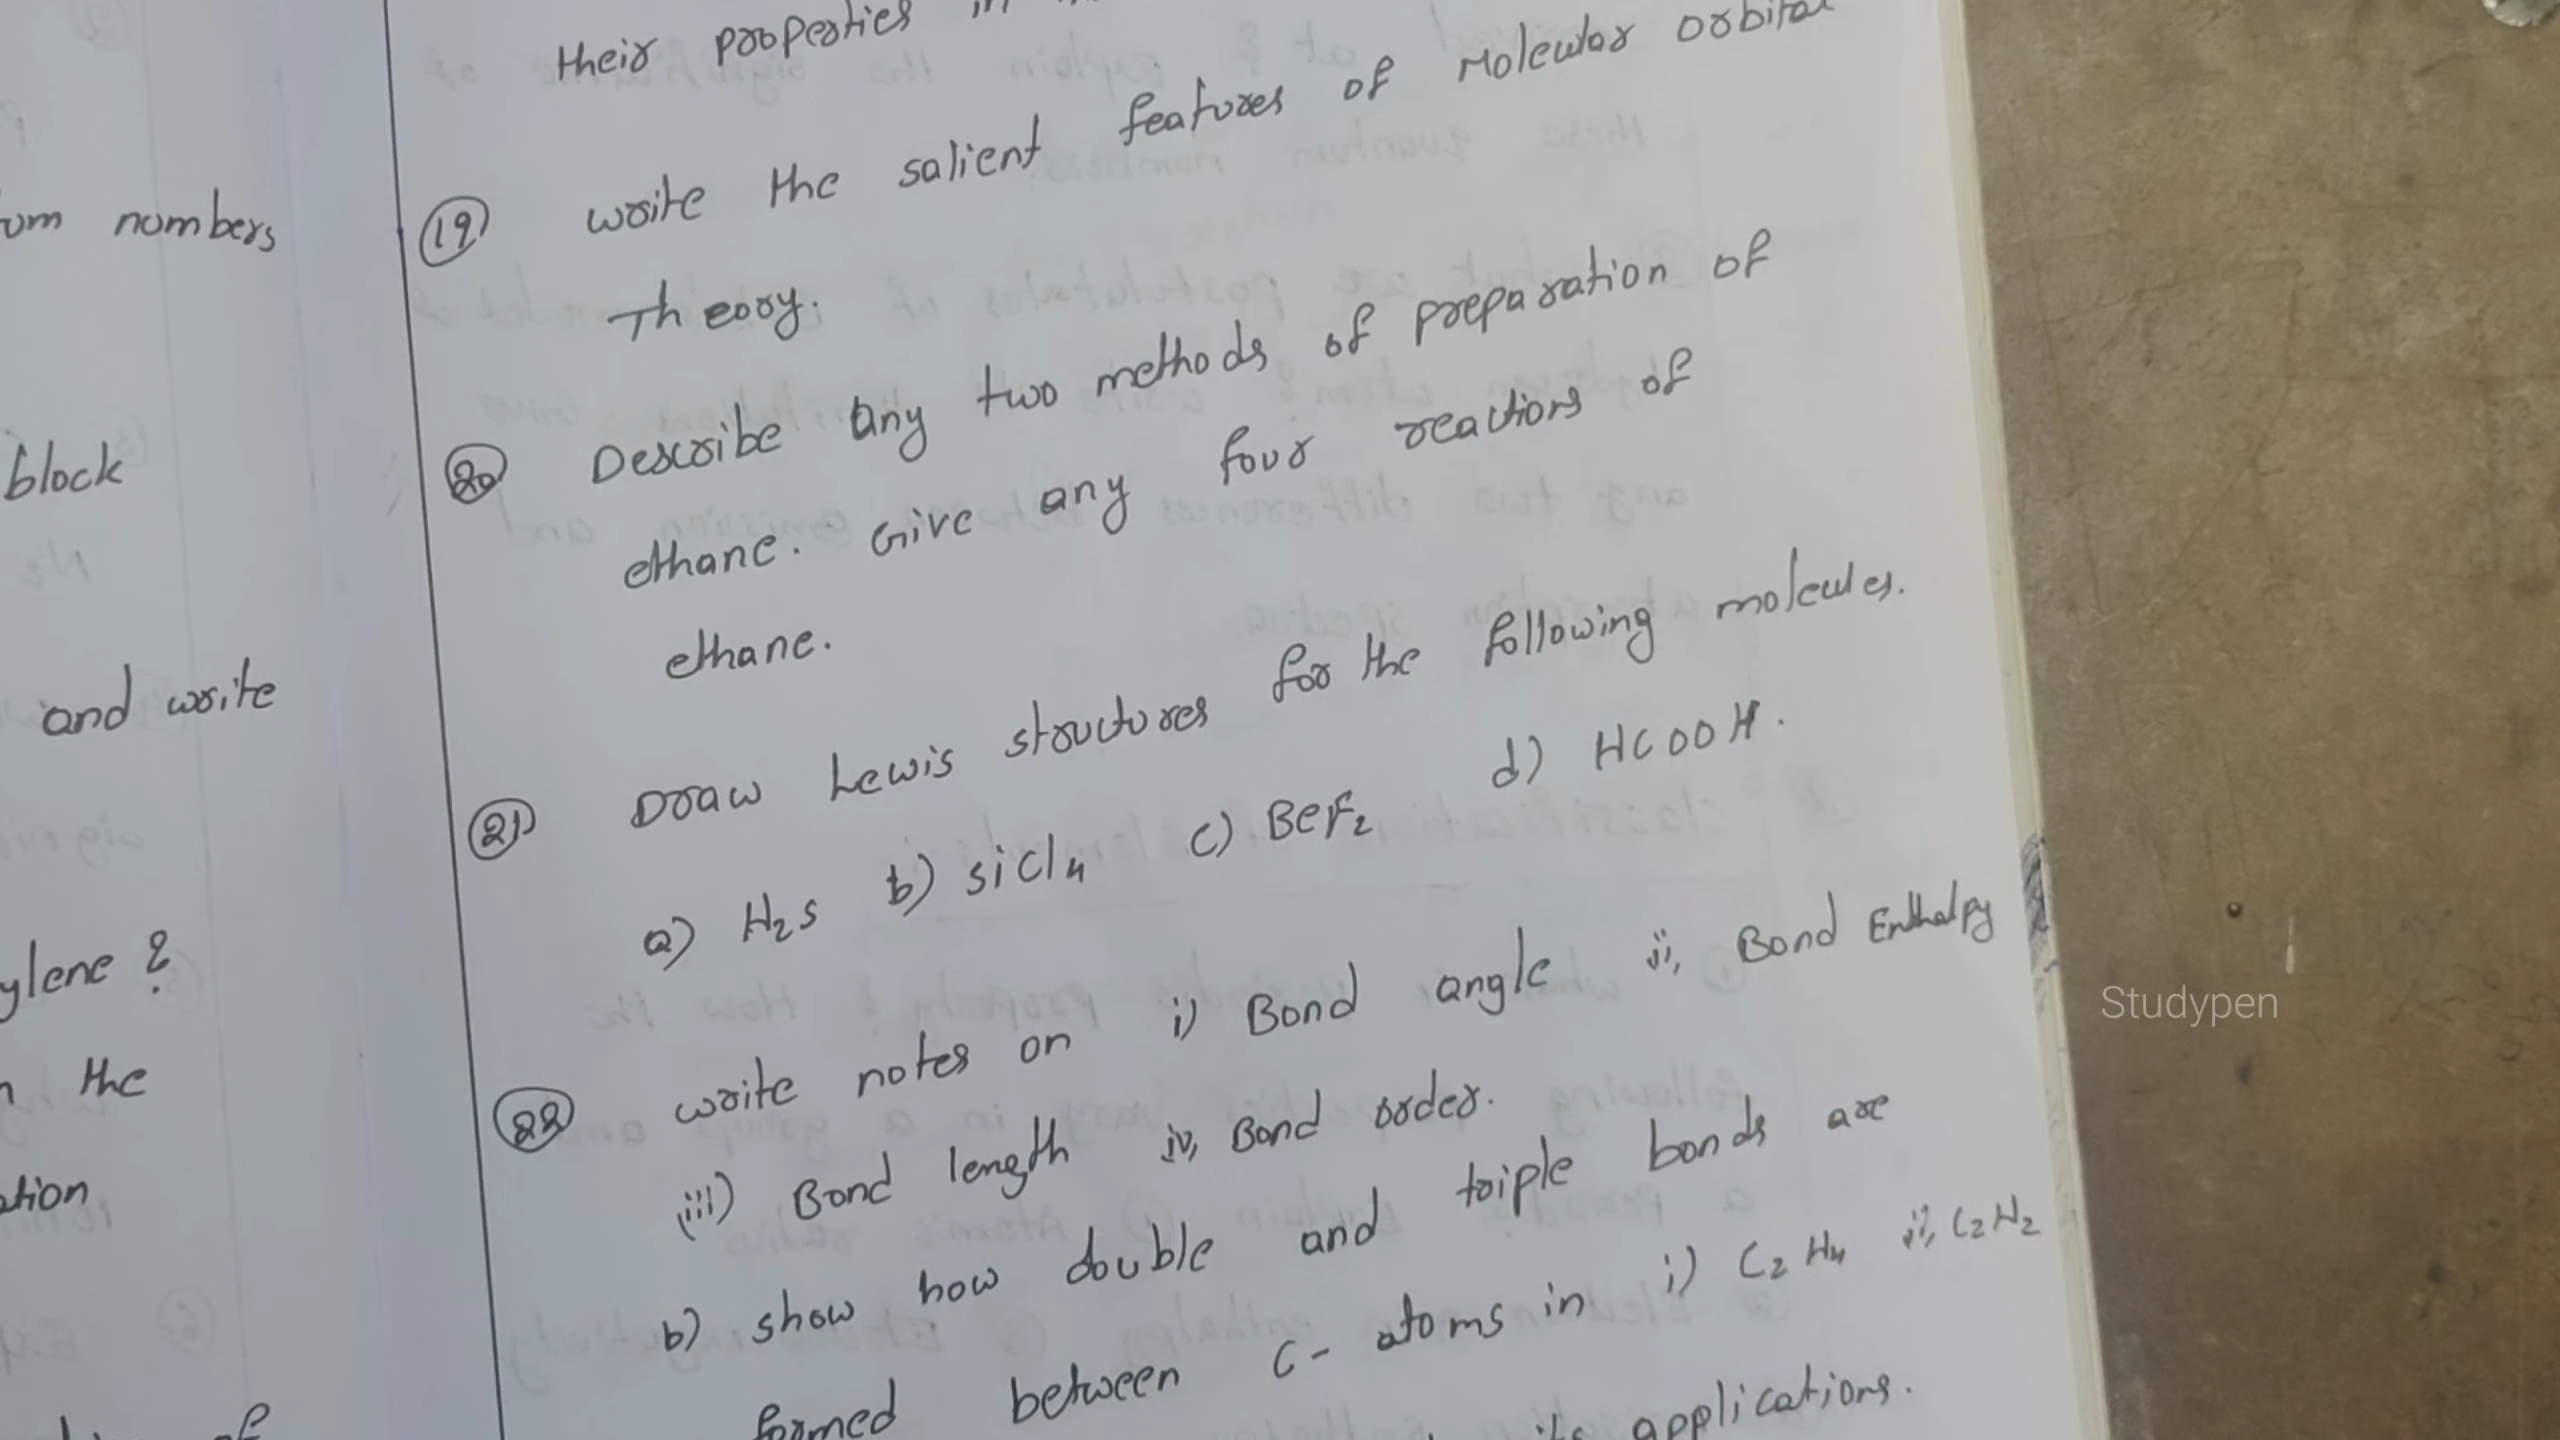 um numbers
block
and write
ylene ?
the
ation
of
their properties in
(19) write the salient features of Molecular orbital
Theory.
(20) Describe any two methods of preparation of
ethane. Give any four reactions of
ethane.
(21) Draw Lewis structures for the following molecules.
a) H2S b) SiCl4 c) BeF2 d) HCOOH.
(22) write notes on i) Bond angle ii, Bond Enthalpy
iii) Bond length iv, Bond order.
b) show how double and triple bonds are
formed between C- atoms in i) C2H4 ii, C2H2
its applications.
Studypen